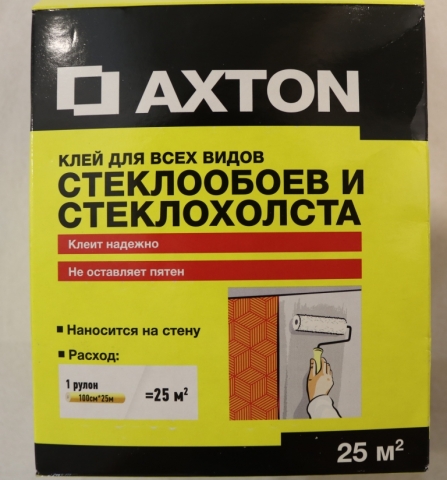 AXTON
КЛЕЙ ДЛЯ ВСЕХ ВИДОВ
СТЕКЛООБОЕВ И
СТЕКЛОХОЛСТА
Клеит надежно
Не оставляет пятен
Наносится на стену
Расход:
1 рулон
100см*25м
=25 м²
25 м²